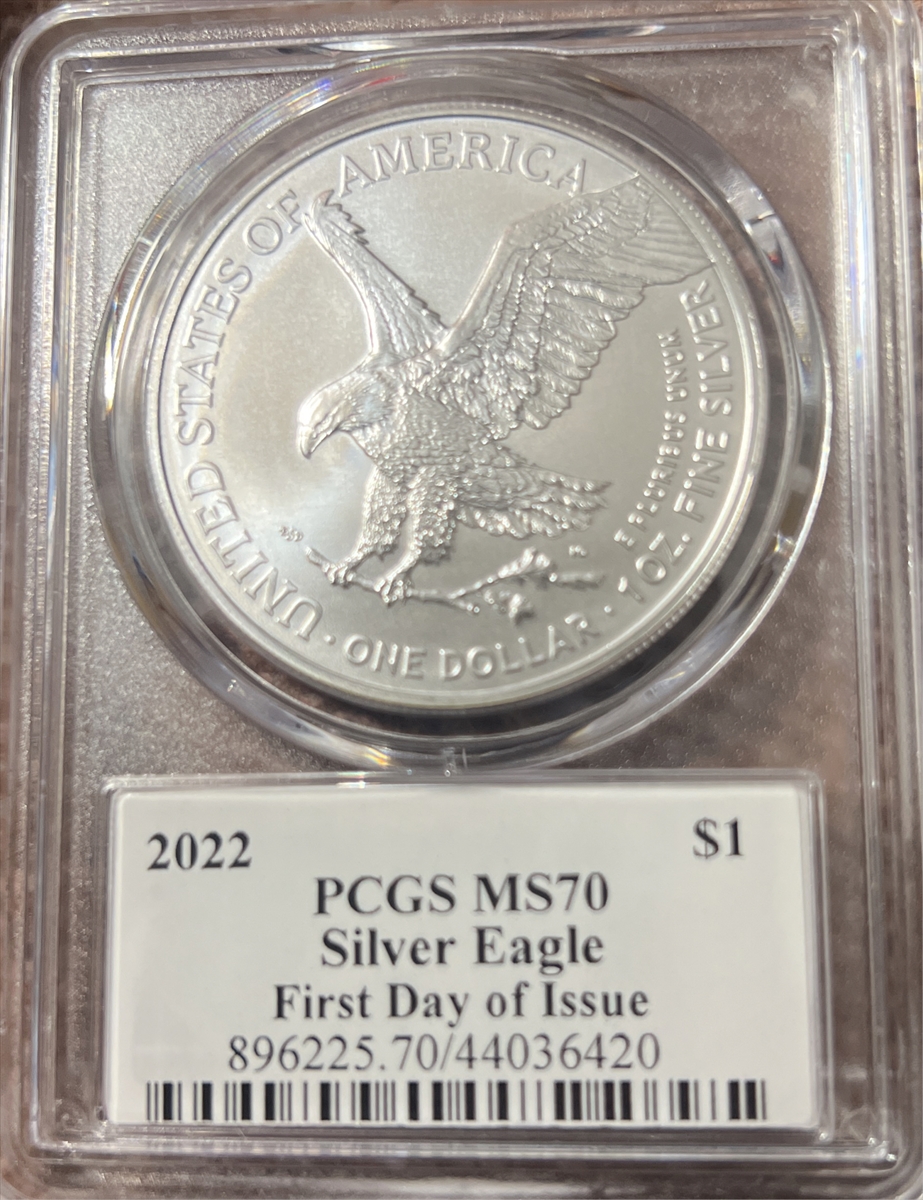 UNITED STATES OF AMERICA
E PLURIBUS UNUM
· ONE DOLLAR · 1 OZ. FINE SILVER
2022 $1
PCGS MS70
Silver Eagle
First Day of Issue
896225.70/44036420